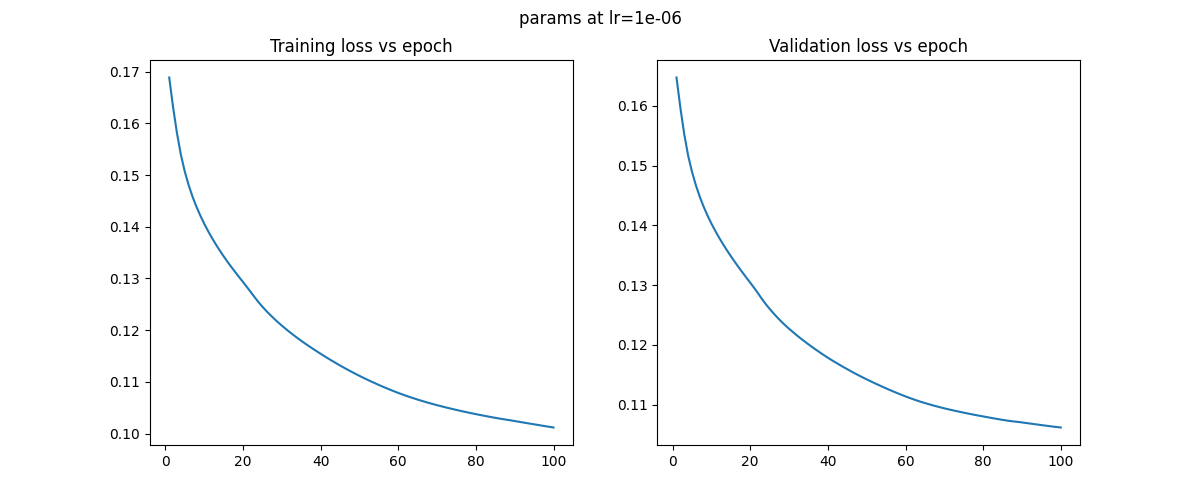 params at lr=1e-06
Training loss vs epoch
0.17
0.16
0.15
0.14
0.13
0.12
0.11
0.10
0 20 40 60 80 100
Validation loss vs epoch
0.16
0.15
0.14
0.13
0.12
0.11
0 20 40 60 80 100